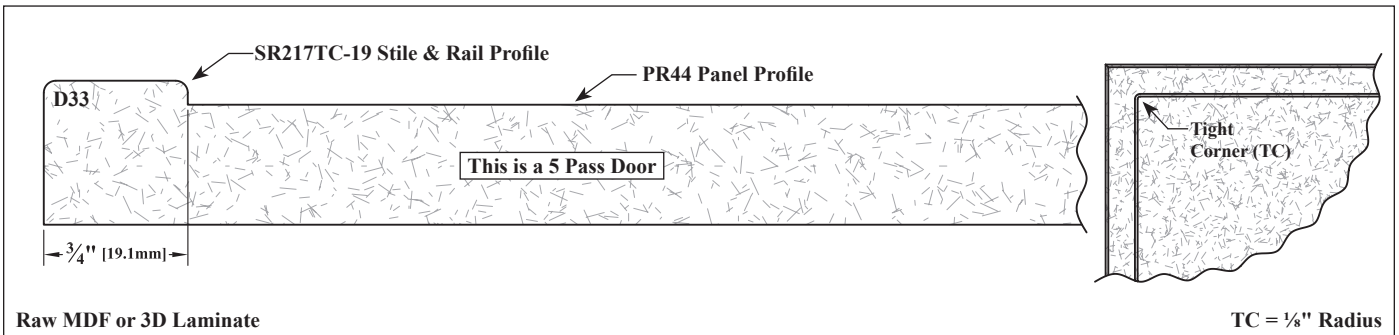 SR217TC-19 Stile & Rail Profile
PR44 Panel Profile
D33
Tight
Corner (TC)
This is a 5 Pass Door
¾" [19.1mm]
Raw MDF or 3D Laminate
TC = ⅛" Radius